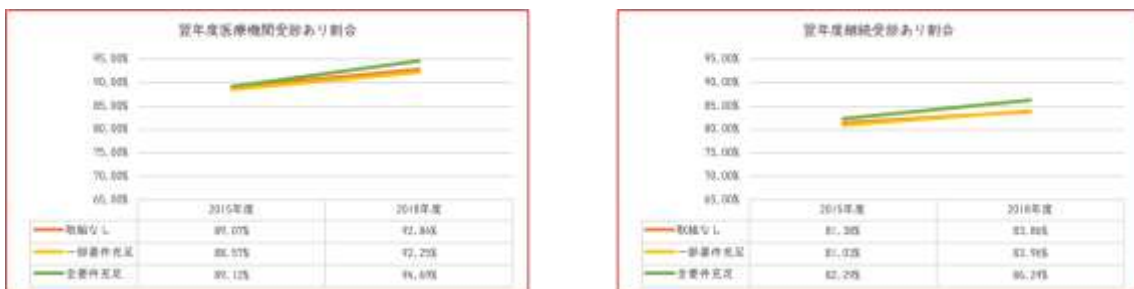 翌年度医療機関受診あり割合
95.00%
90.00%
85.00%
80.00%
75.00%
70.00%
65.00%
2015年度 2018年度
取組なし 89.07% 92.86%
一部要件充足 88.57% 92.25%
全要件充足 89.12% 94.69%
翌年度継続受診あり割合
95.00%
90.00%
85.00%
80.00%
75.00%
70.00%
65.00%
2015年度 2018年度
取組なし 81.38% 83.86%
一部要件充足 81.03% 83.96%
全要件充足 82.29% 86.29%